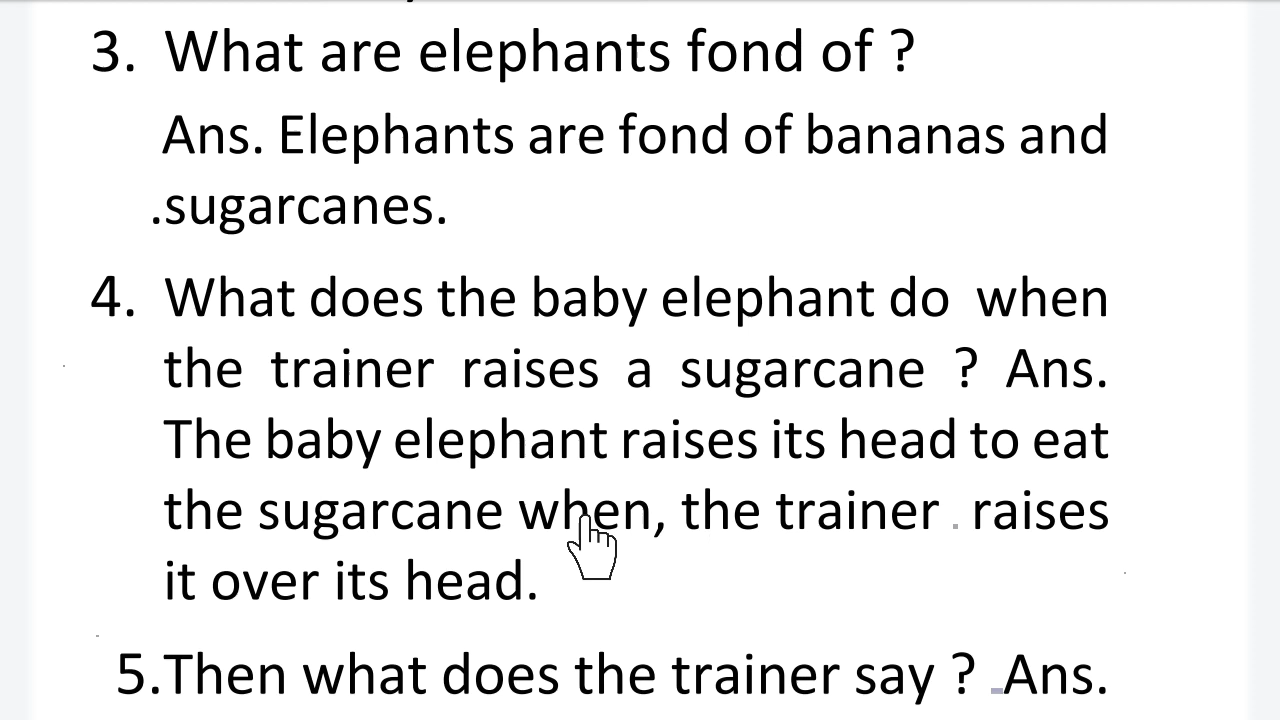 3. What are elephants fond of ?
Ans. Elephants are fond of bananas and
.sugarcanes.
4. What does the baby elephant do when
the trainer raises a sugarcane ? Ans.
The baby elephant raises its head to eat
the sugarcane when, the trainer . raises
it over its head.
5.Then what does the trainer say ? Ans.